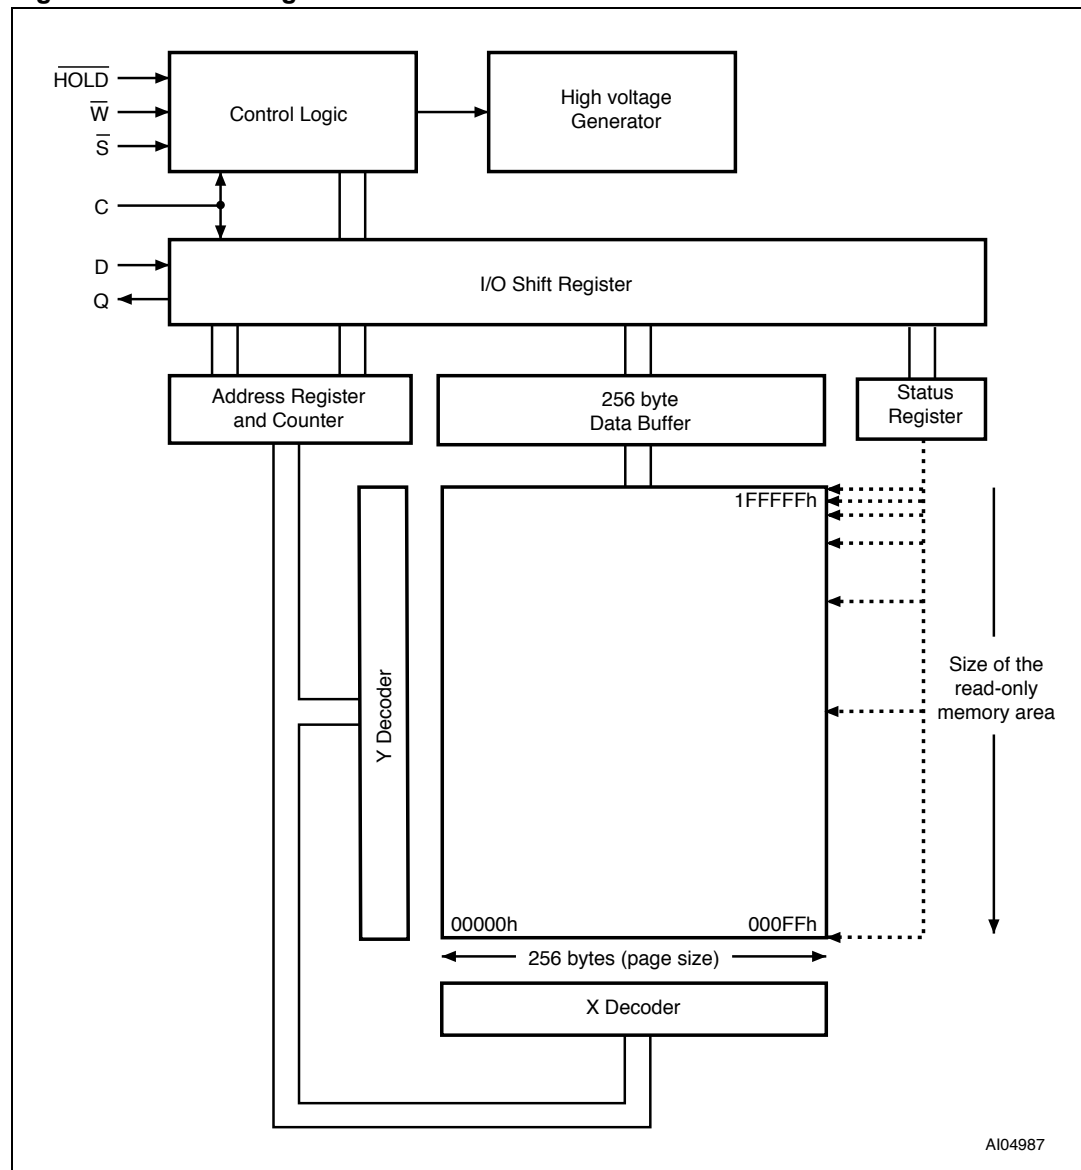 HOLD
W
S
C
D
Q
Control Logic
High voltage
Generator
I/O Shift Register
Address Register
and Counter
256 byte
Data Buffer
Status
Register
1FFFFFh
Y Decoder
Size of the
read-only
memory area
00000h
000FFh
256 bytes (page size)
X Decoder
AI04987